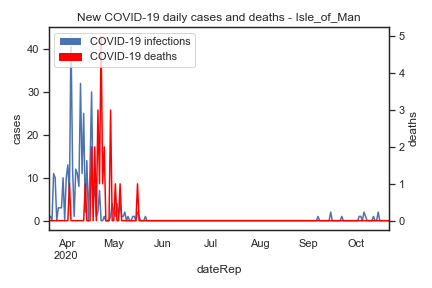 New COVID-19 daily cases and deaths - Isle_of_Man
COVID-19 infections
COVID-19 deaths
cases
40
30
20
10
0
deaths
5
4
3
2
1
0
Apr May Jun Jul Aug Sep Oct
2020
dateRep